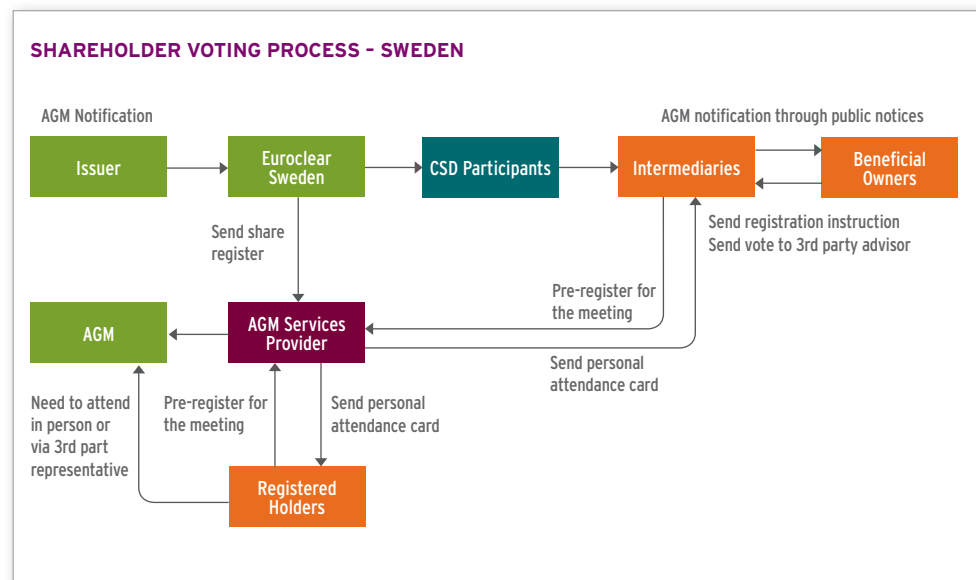 SHAREHOLDER VOTING PROCESS – SWEDEN
AGM Notification
AGM notification through public notices
Issuer
Euroclear
Sweden
CSD Participants
Intermediaries
Beneficial
Owners
Send share
register
Send registration instruction
Send vote to 3rd party advisor
Pre-register for
the meeting
AGM
AGM Services
Provider
Send personal
attendance card
Need to attend
in person or
via 3rd part
representative
Pre-register for
the meeting
Send personal
attendance card
Registered
Holders